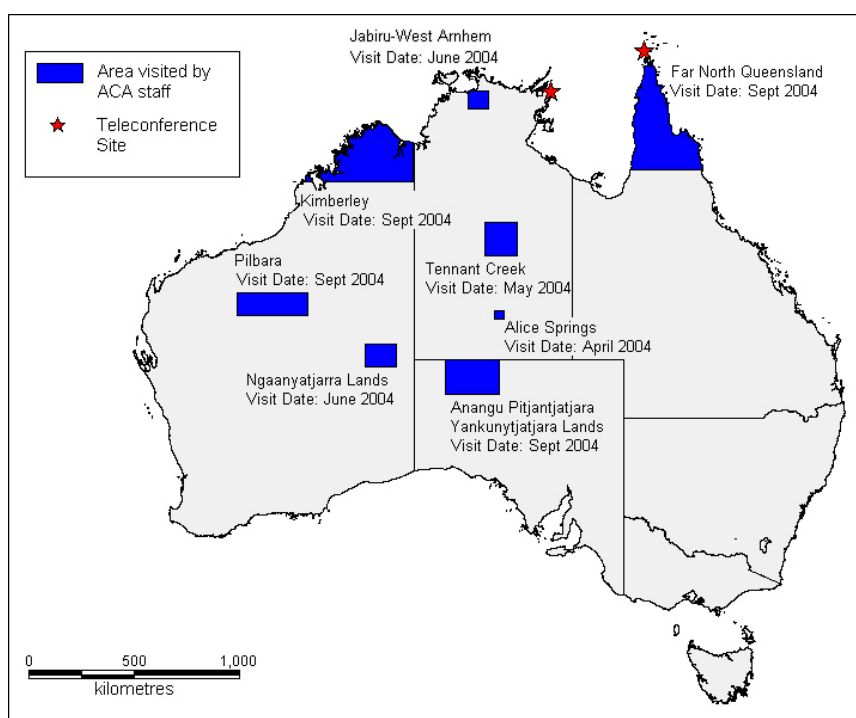 Jabiru-West Arnhem
Visit Date: June 2004
Area visited by
ACA staff
Teleconference
Site
Far North Queensland
Visit Date: Sept 2004
Kimberley
Visit Date: Sept 2004
Pilbara
Visit Date: Sept 2004
Tennant Creek
Visit Date: May 2004
Alice Springs
Visit Date: April 2004
Ngaanyatjarra Lands
Visit Date: June 2004
Anangu Pitjantjatjara
Yankunytjatjara Lands
Visit Date: Sept 2004
0 500 1,000
kilometres